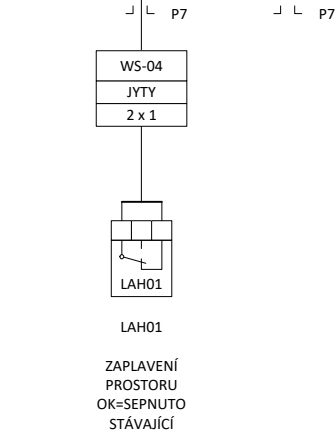 P7 P7
WS-04
JYTY
2 x 1
LAH01
LAH01
ZAPLAVENÍ
PROSTORU
OK=SEPNUTO
STÁVAJÍCÍ